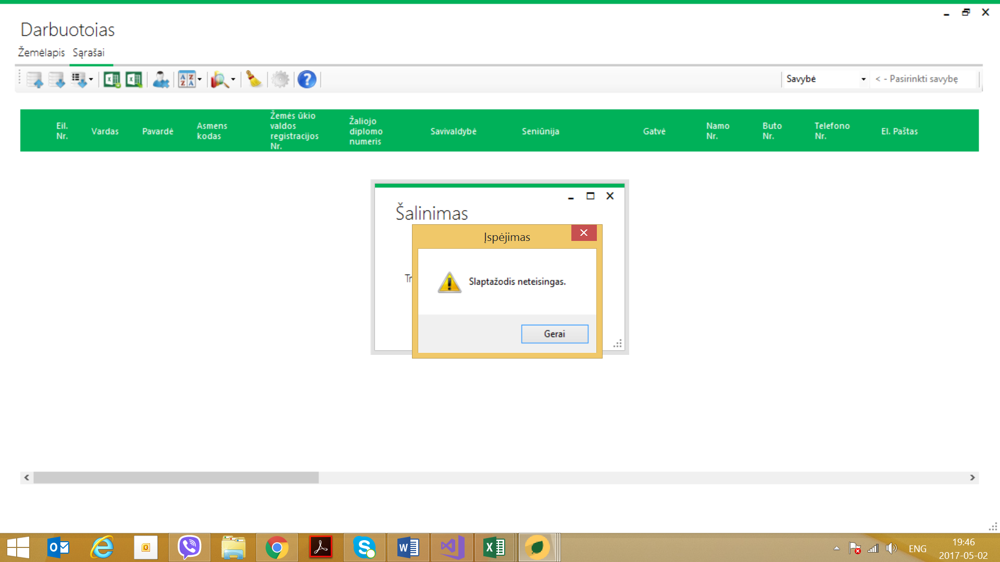 Darbuotojas
Žemėlapis Sąrašai
Savybė
< - Pasirinkti savybę
Eil.
Nr.
Vardas
Pavardė
Asmens
kodas
Žemės ūkio
valdos
registracijos
Nr.
Žaliojo
diplomo
numeris
Savivaldybė
Seniūnija
Gatvė
Namo
Nr.
Buto
Nr.
Telefono
Nr.
El. Paštas
Šalinimas
Įspėjimas
Tr
Slaptažodis neteisingas.
Gerai
ENG
19:46
2017-05-02